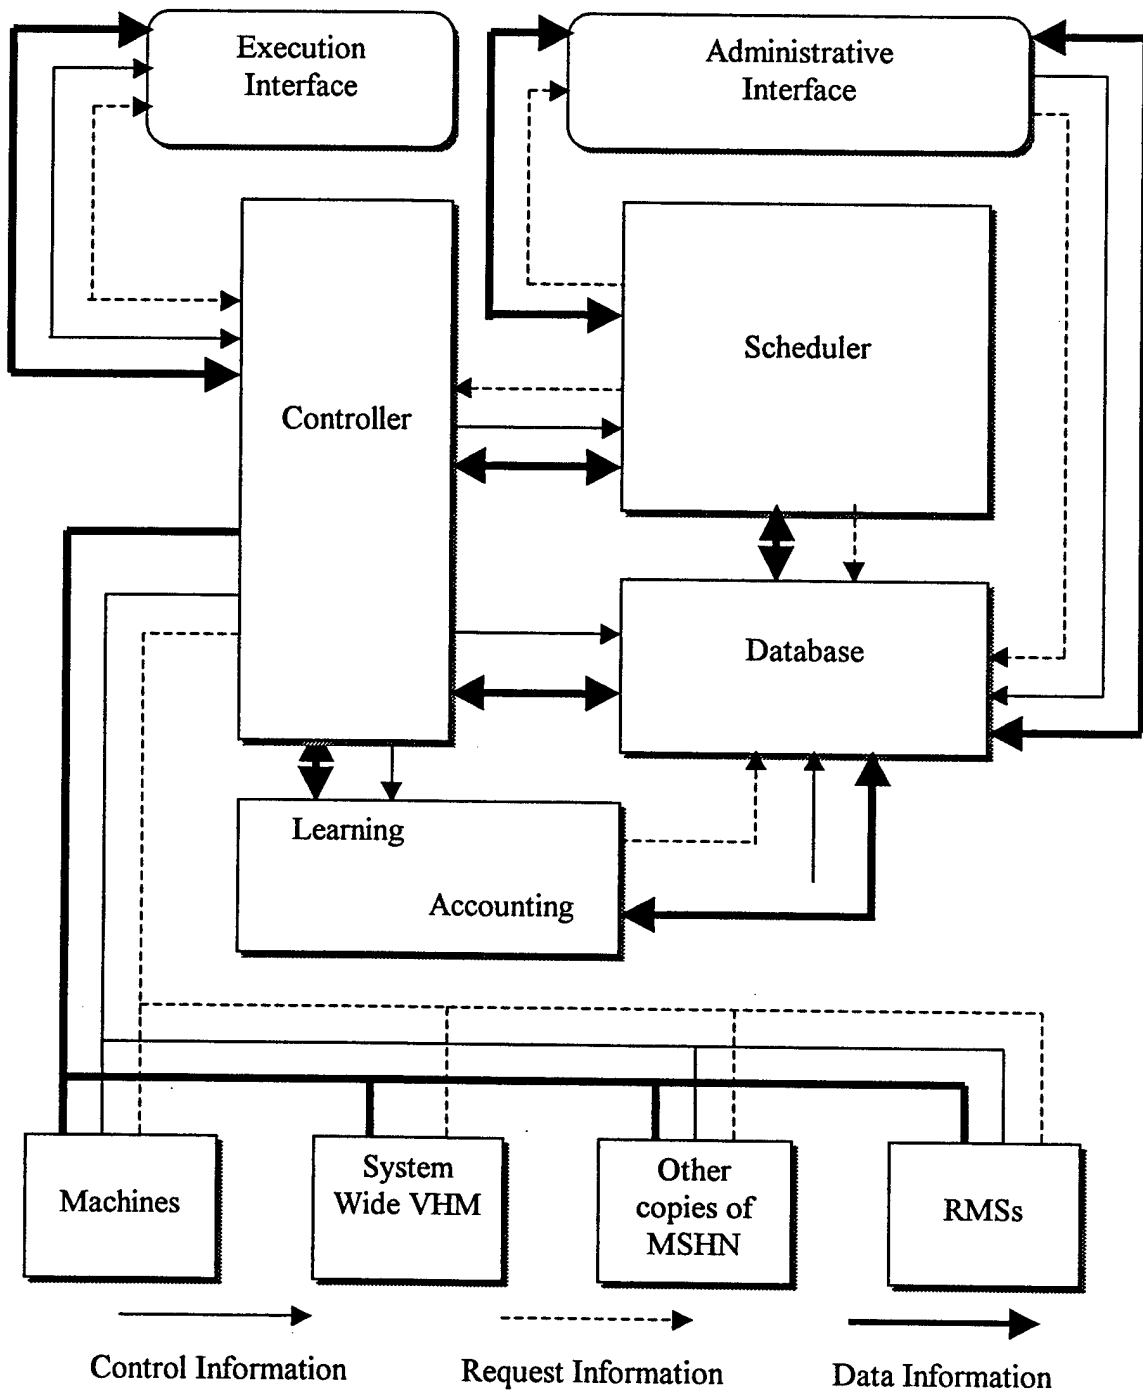 Execution
Interface
Administrative
Interface
Controller
Scheduler
Database
Learning
Accounting
Machines
System
Wide VHM
Other
copies of
MSHN
RMSs
Control Information
Request Information
Data Information